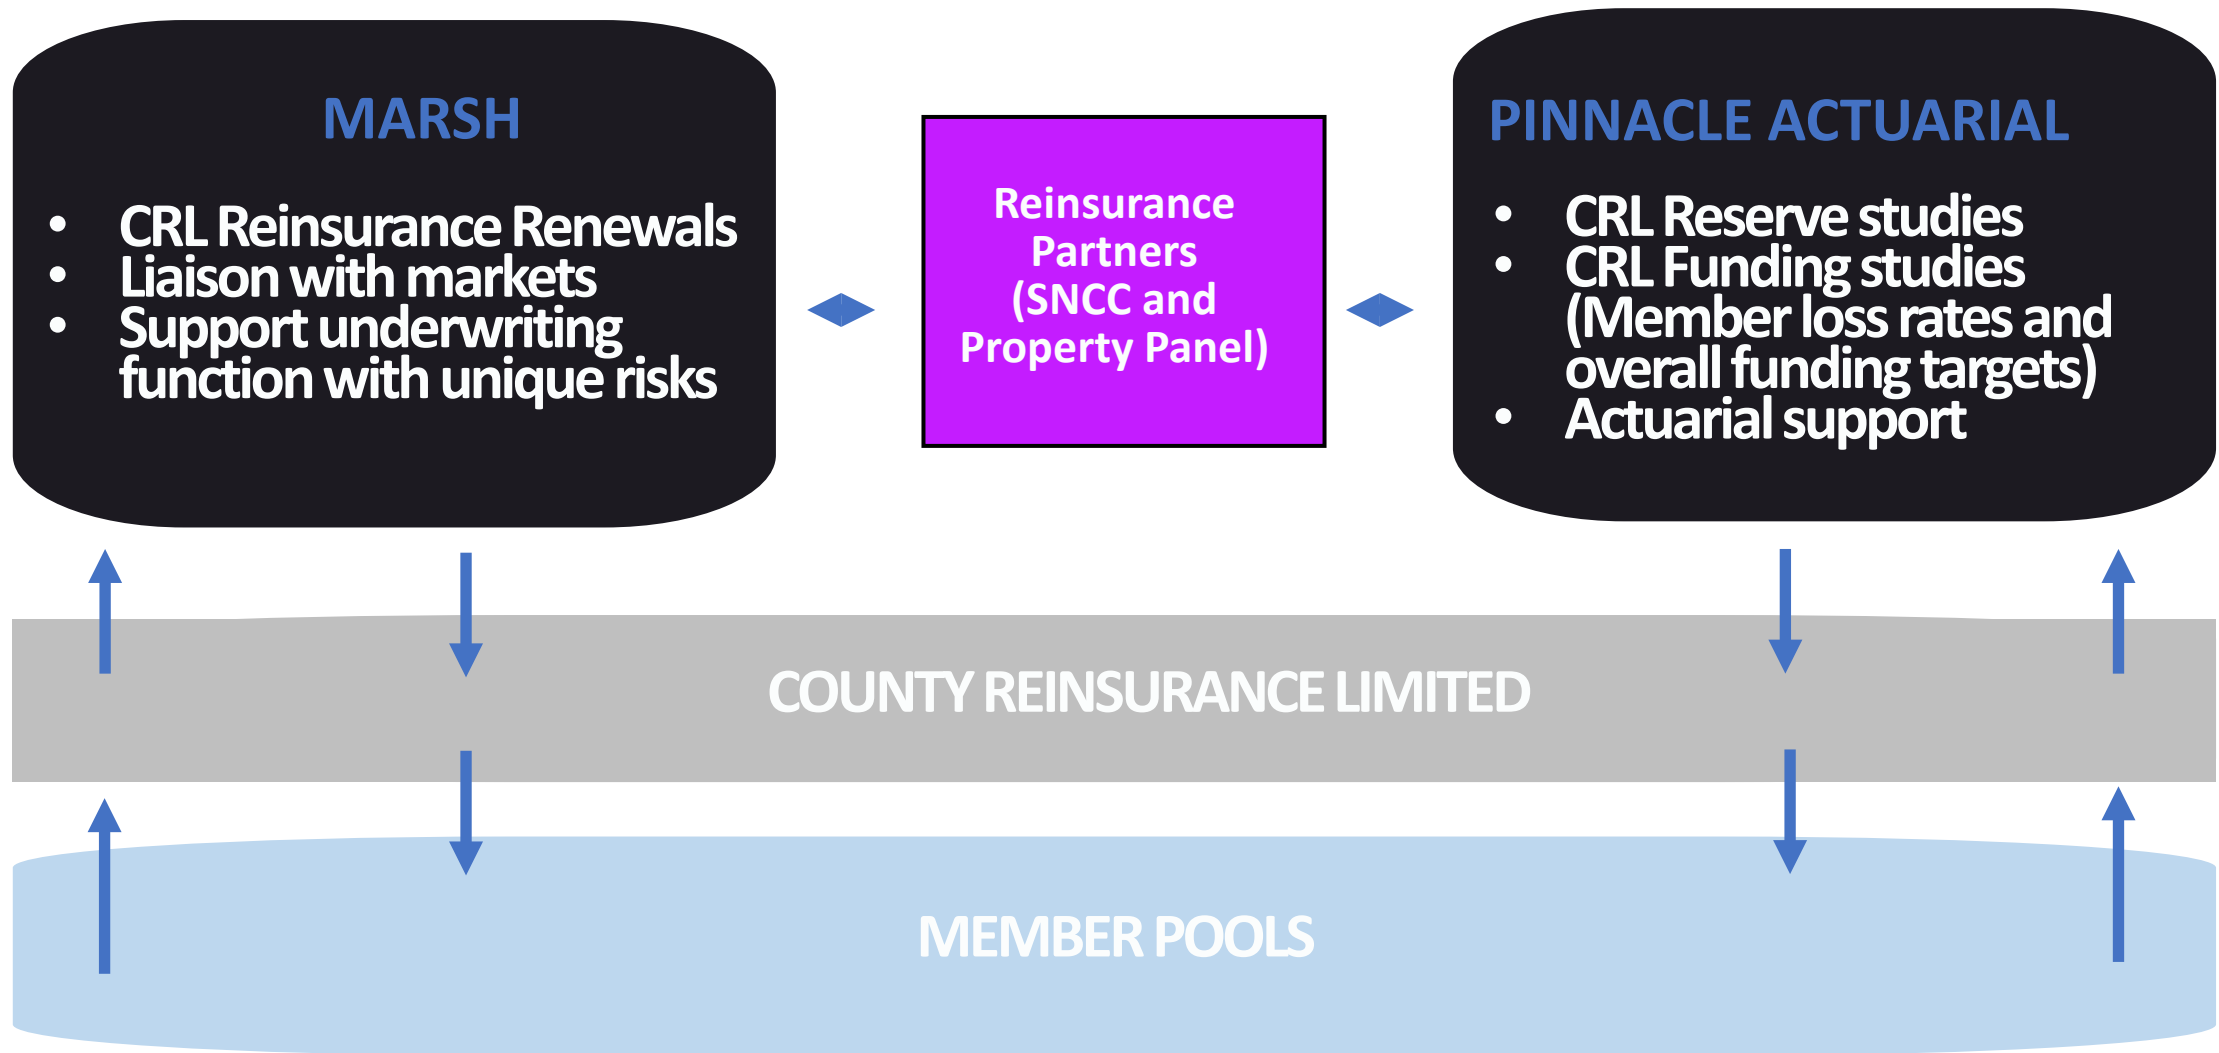 MARSH
• CRL Reinsurance Renewals
• Liaison with markets
• Support underwriting
function with unique risks
Reinsurance
Partners
(SNCC and
Property Panel)
PINNACLE ACTUARIAL
• CRL Reserve studies
• CRL Funding studies
(Member loss rates and
overall funding targets)
• Actuarial support
COUNTY REINSURANCE LIMITED
MEMBER POOLS